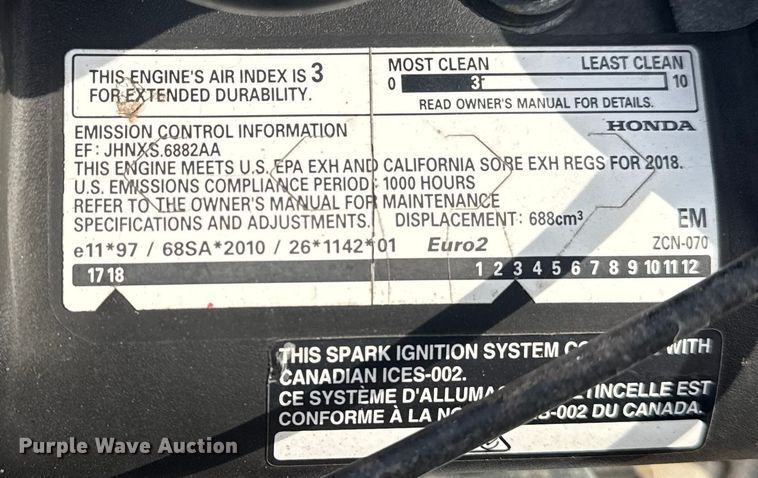 THIS ENGINE'S AIR INDEX IS 3
FOR EXTENDED DURABILITY.
MOST CLEAN LEAST CLEAN
0 3 10
READ OWNER'S MANUAL FOR DETAILS.
EMISSION CONTROL INFORMATION
HONDA
EF: JHNXS.6882AA
THIS ENGINE MEETS U.S. EPA EXH AND CALIFORNIA SORE EXH REGS FOR 2018.
U.S. EMISSIONS COMPLIANCE PERIOD: 1000 HOURS
REFER TO THE OWNER'S MANUAL FOR MAINTENANCE
SPECIFICATIONS AND ADJUSTMENTS. DISPLACEMENT: 688cm³ EM
e11*97 / 68SA*2010 / 26*1142*01 Euro2 ZCN-070
17 18 1 2 3 4 5 6 7 8 9 10 11 12
THIS SPARK IGNITION SYSTEM WITH
CANADIAN ICES-002.
CE SYSTÈME D'ALLUMA ETINCELLE EST
CONFORME À LA NO B-002 DU CANADA.
Purple Wave Auction